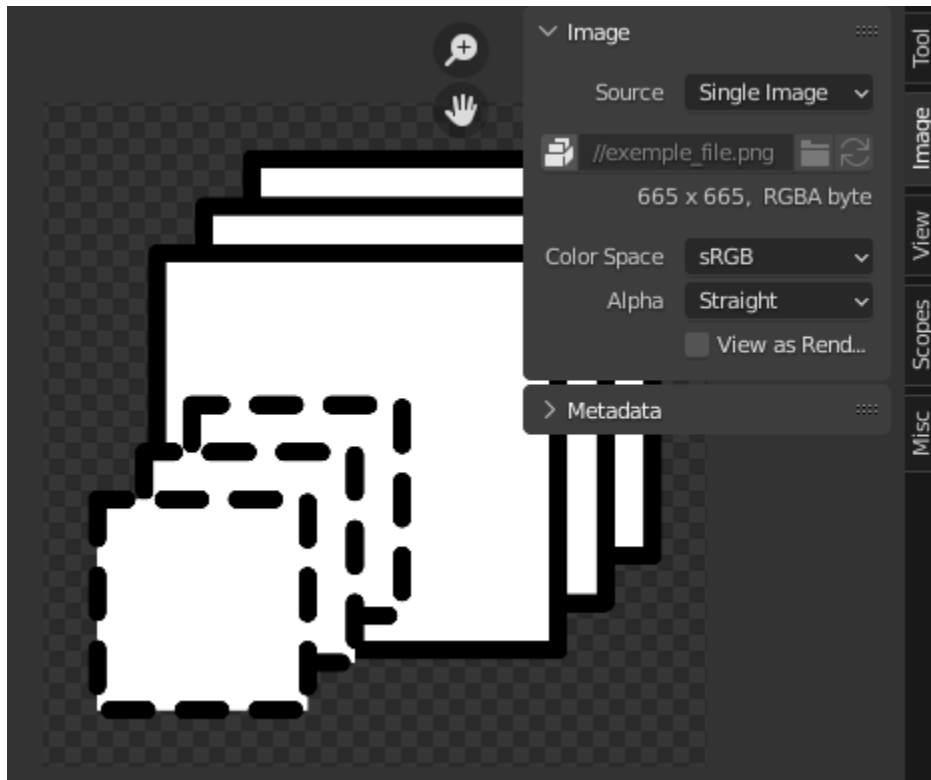 Image
Source Single Image
//exemple_file.png
665 x 665, RGBA byte
Color Space sRGB
Alpha Straight
View as Rend...
Metadata
Tool
Image
View
Scopes
Misc